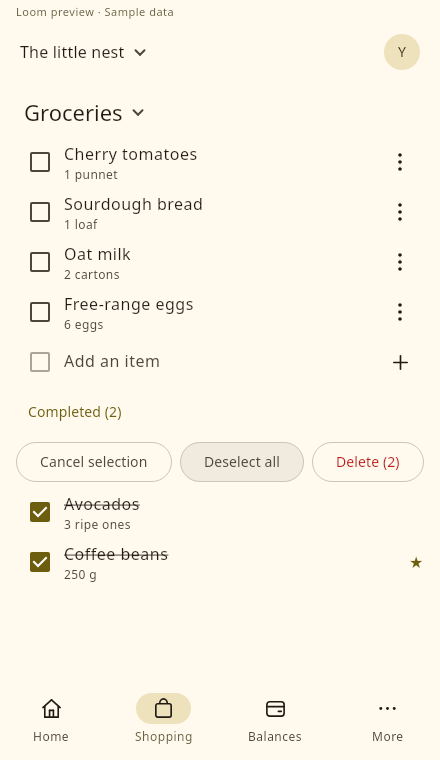 Loom preview · Sample data
The little nest
Y
Groceries
Cherry tomatoes
1 punnet
Sourdough bread
1 loaf
Oat milk
2 cartons
Free-range eggs
6 eggs
Add an item
Completed (2)
Cancel selection
Deselect all
Delete (2)
Avocados
3 ripe ones
Coffee beans
250 g
Home
Shopping
Balances
More